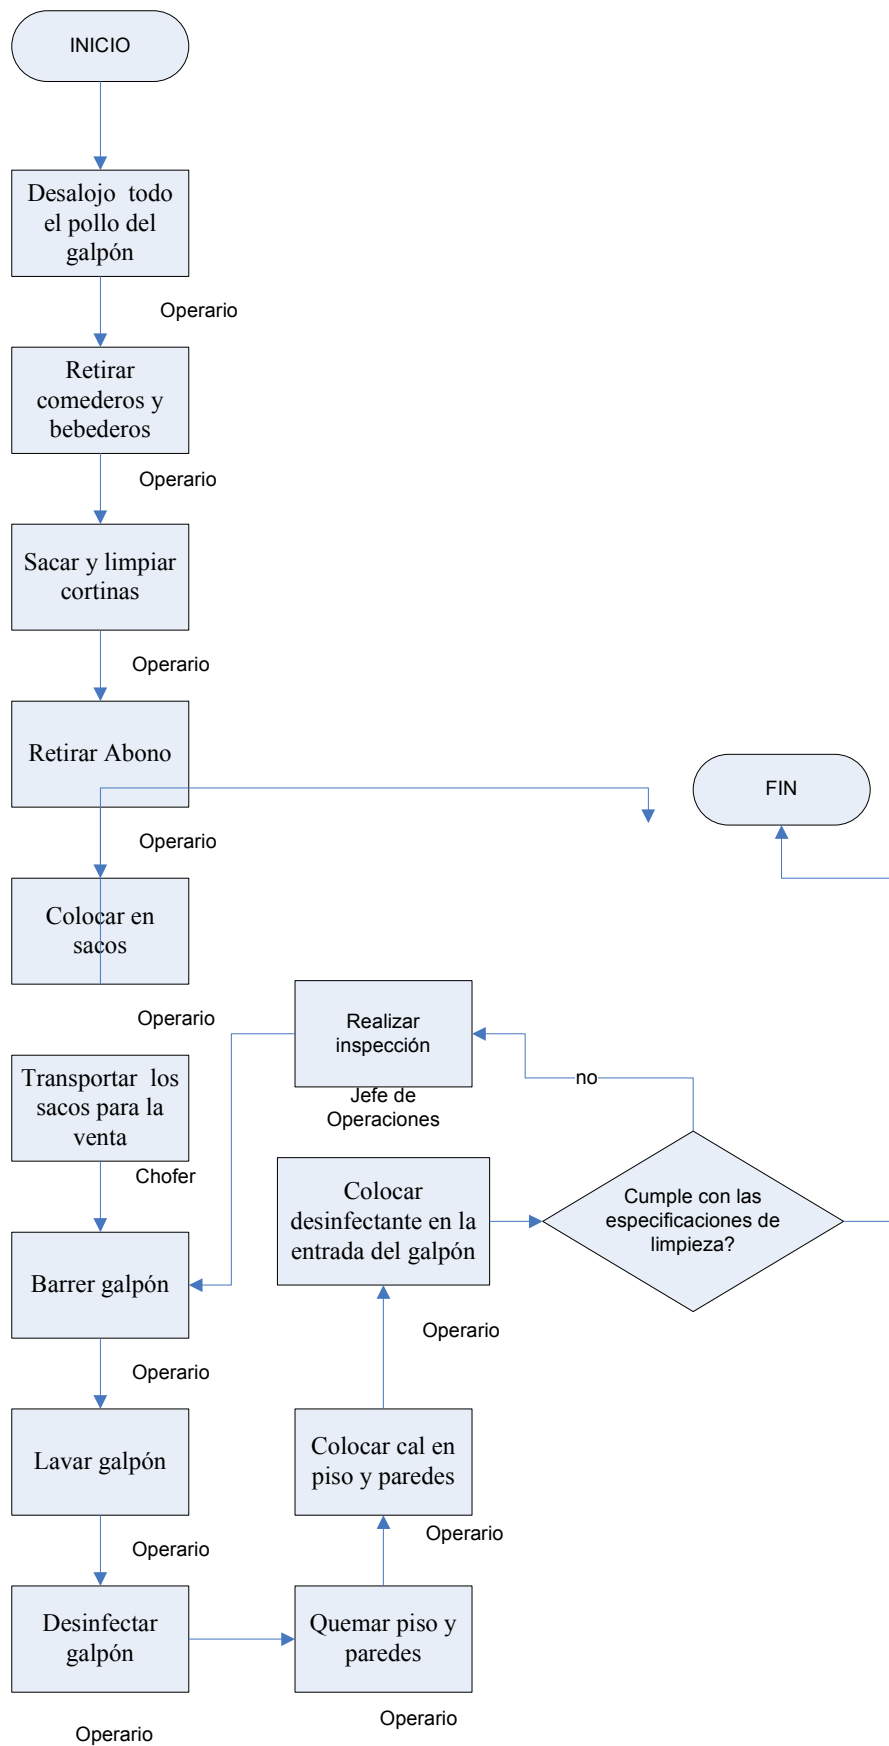 INICIO
Desalojo todo
el pollo del
galpón
Operario
Retirar
comederos y
bebederos
Operario
Sacar y limpiar
cortinas
Operario
Retirar Abono
FIN
Operario
Colocar en
sacos
Operario
Realizar
inspección
Jefe de
Operaciones
no
Transportar los
sacos para la
venta
Chofer
Colocar
desinfectante en la
entrada del galpón
Cumple con las
especificaciones de
limpieza?
Barrer galpón
Operario
Operario
Lavar galpón
Colocar cal en
piso y paredes
Operario
Operario
Desinfectar
galpón
Quemar piso y
paredes
Operario
Operario